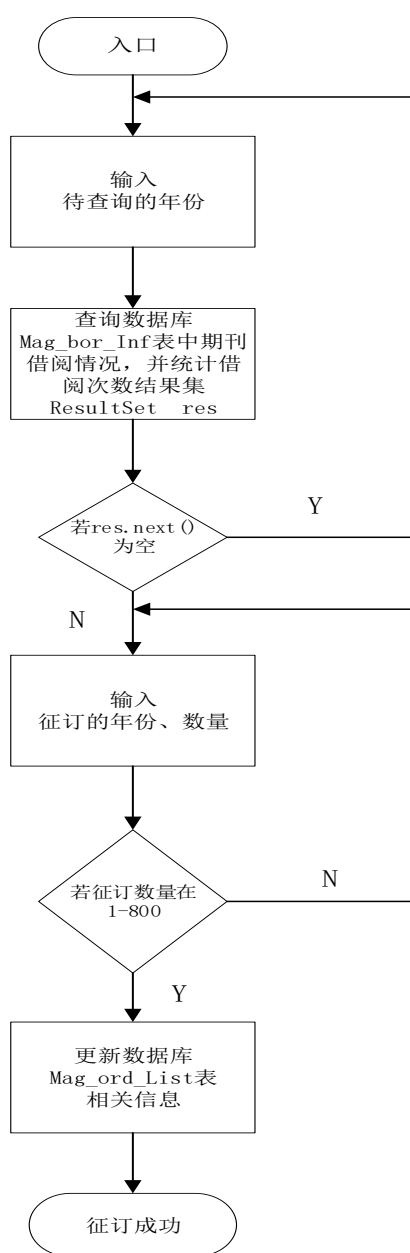 入口
输入
待查询的年份
查询数据库
Mag_bor_Inf表中期刊
借阅情况，并统计借
阅次数结果集
ResultSet res
若res.next()
为空
Y
N
输入
征订的年份、数量
若征订数量在
1-800
N
Y
更新数据库
Mag_ord_List表
相关信息
征订成功